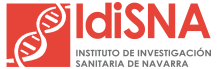 IdiSNA
INSTITUTO DE INVESTIGACIÓN
SANITARIA DE NAVARRA